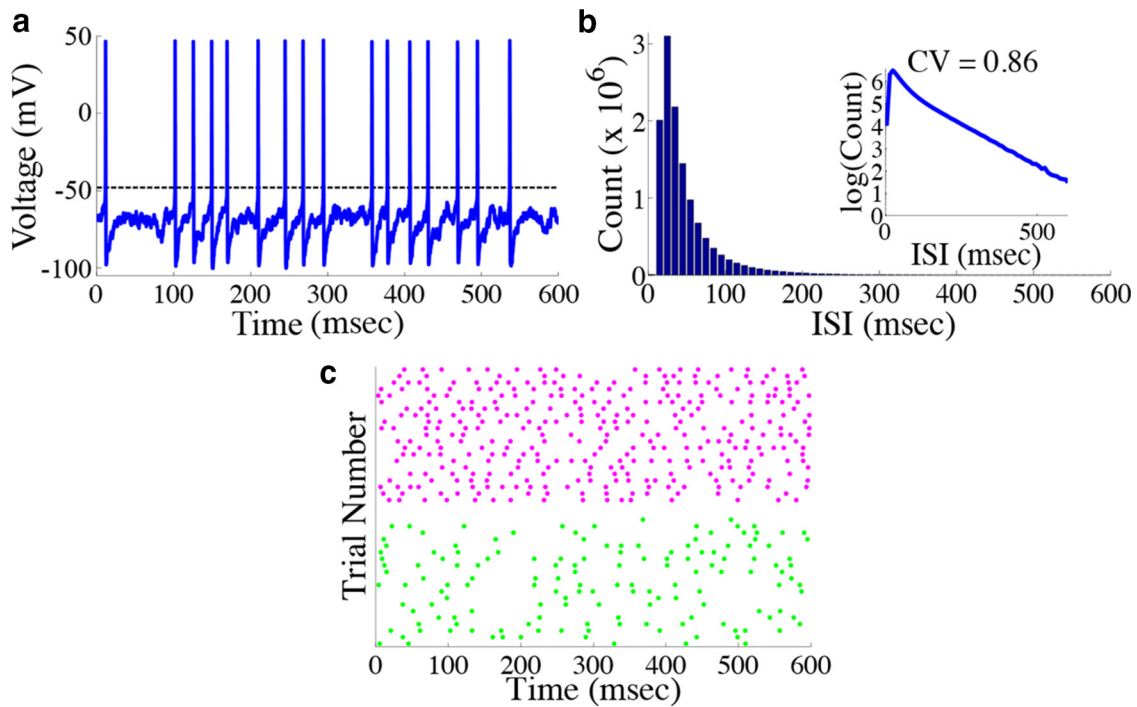 a
50
0
-50
-100
Voltage (mV)
0 100 200 300 400 500 600
Time (msec)
b
3
2
1
0
Count (x 10^6)
0 100 200 300 400 500 600
ISI (msec)
CV = 0.86
6
5
4
3
2
1
0
log(Count)
500
ISI (msec)
c
Trial Number
0 100 200 300 400 500 600
Time (msec)